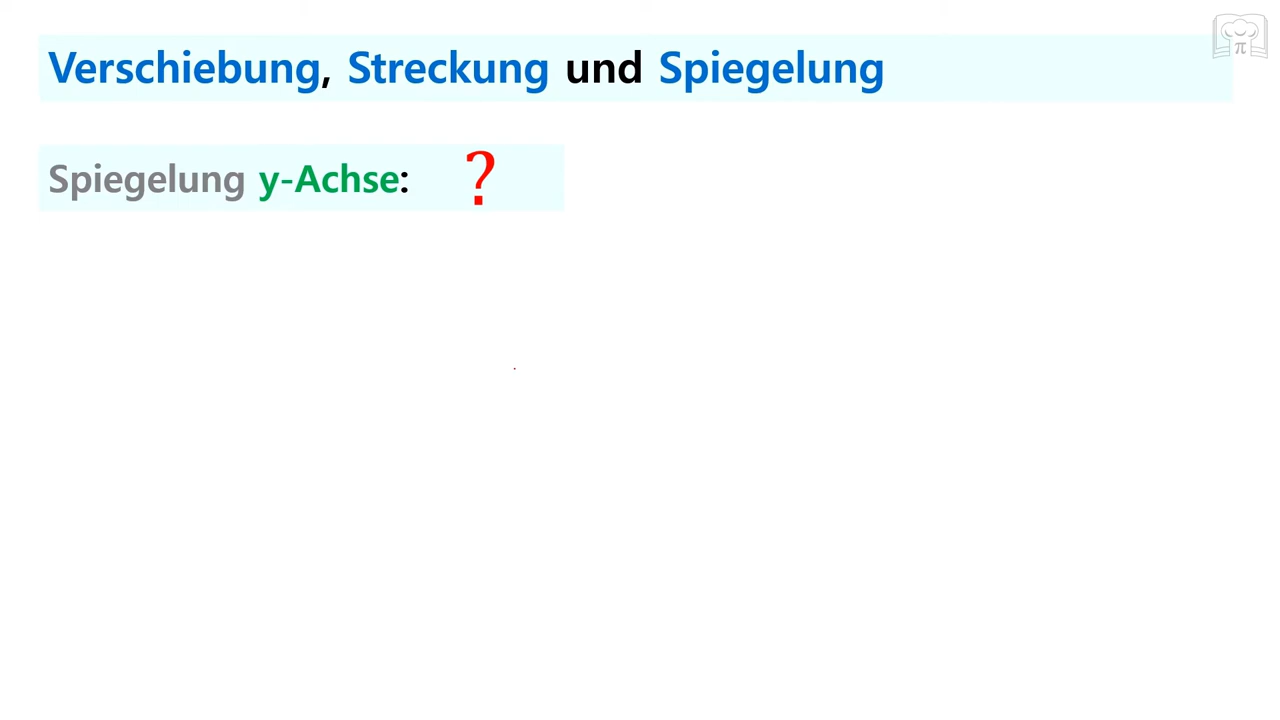 Verschiebung, Streckung und Spiegelung
Spiegelung y-Achse: ?
π